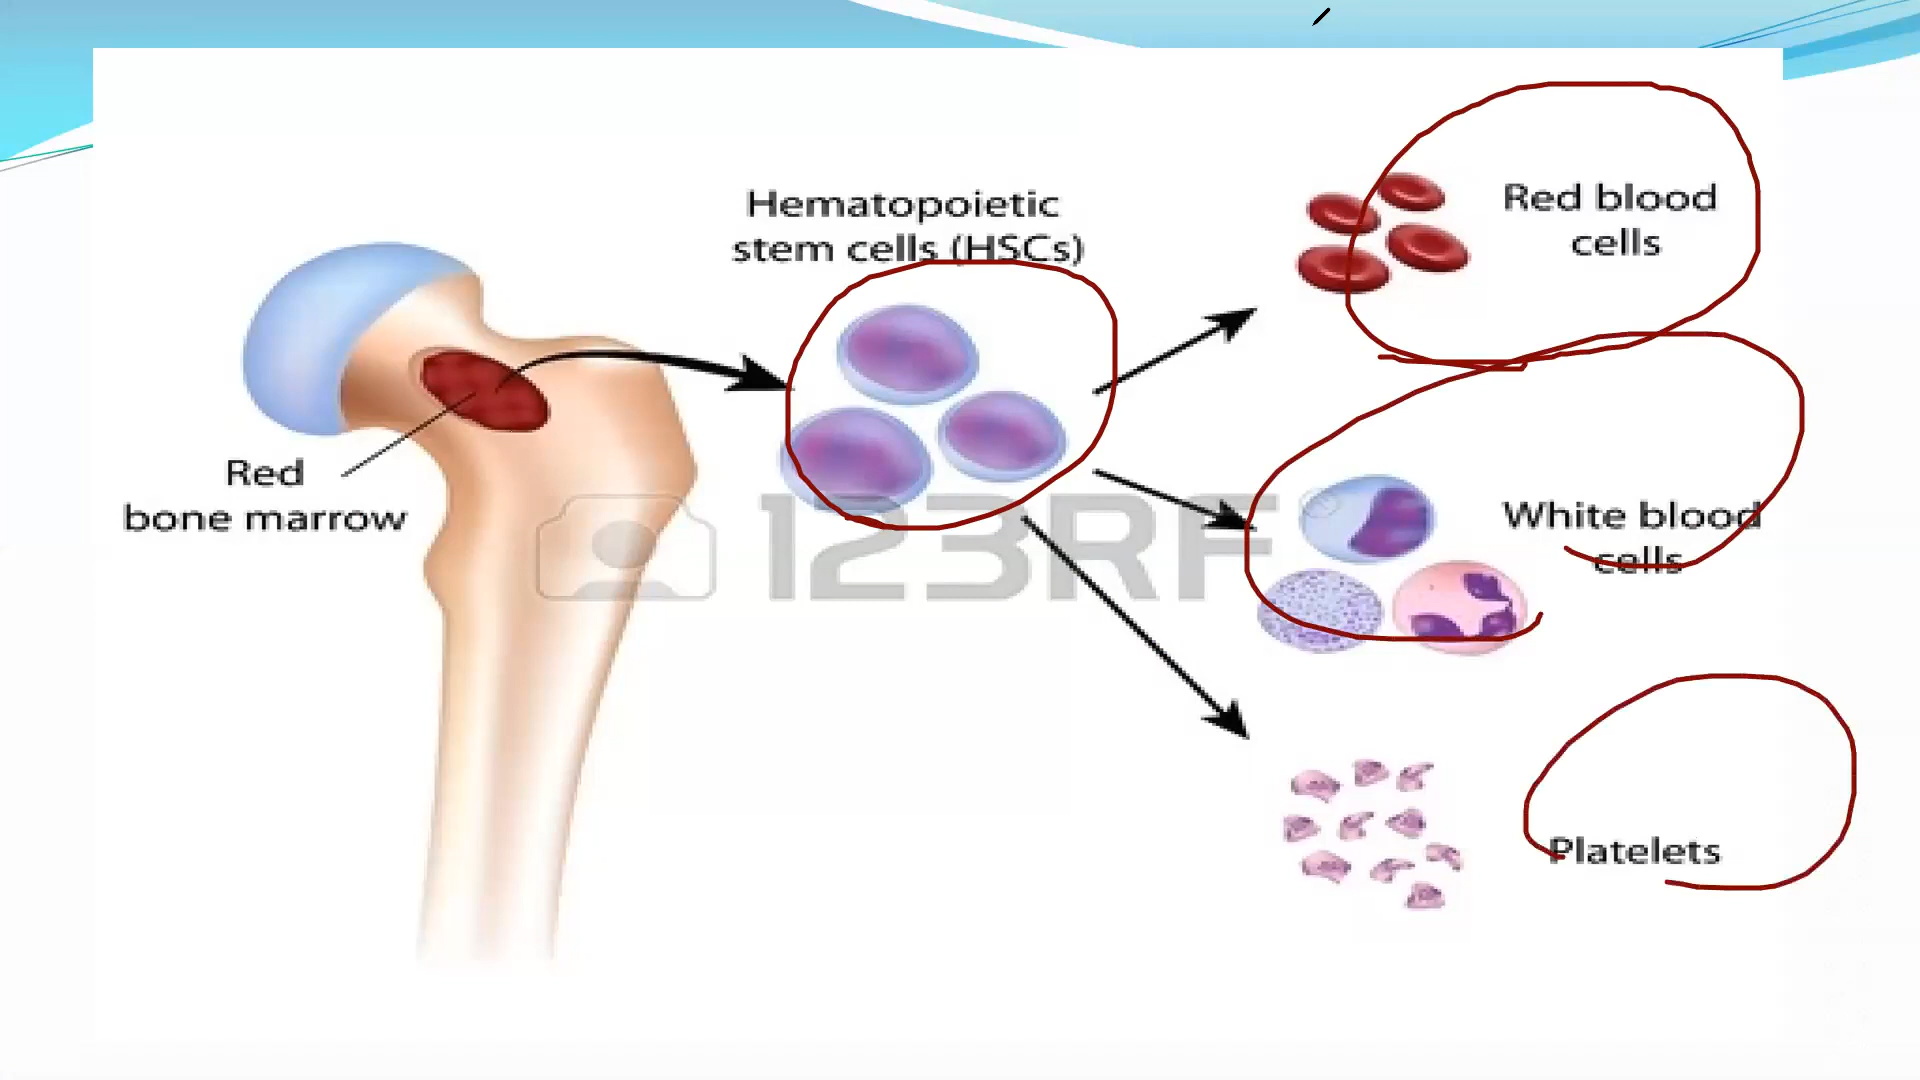 Hematopoietic
stem cells (HSCs)
Red blood
cells
Red
bone marrow
White blood
cells
Platelets
123RF